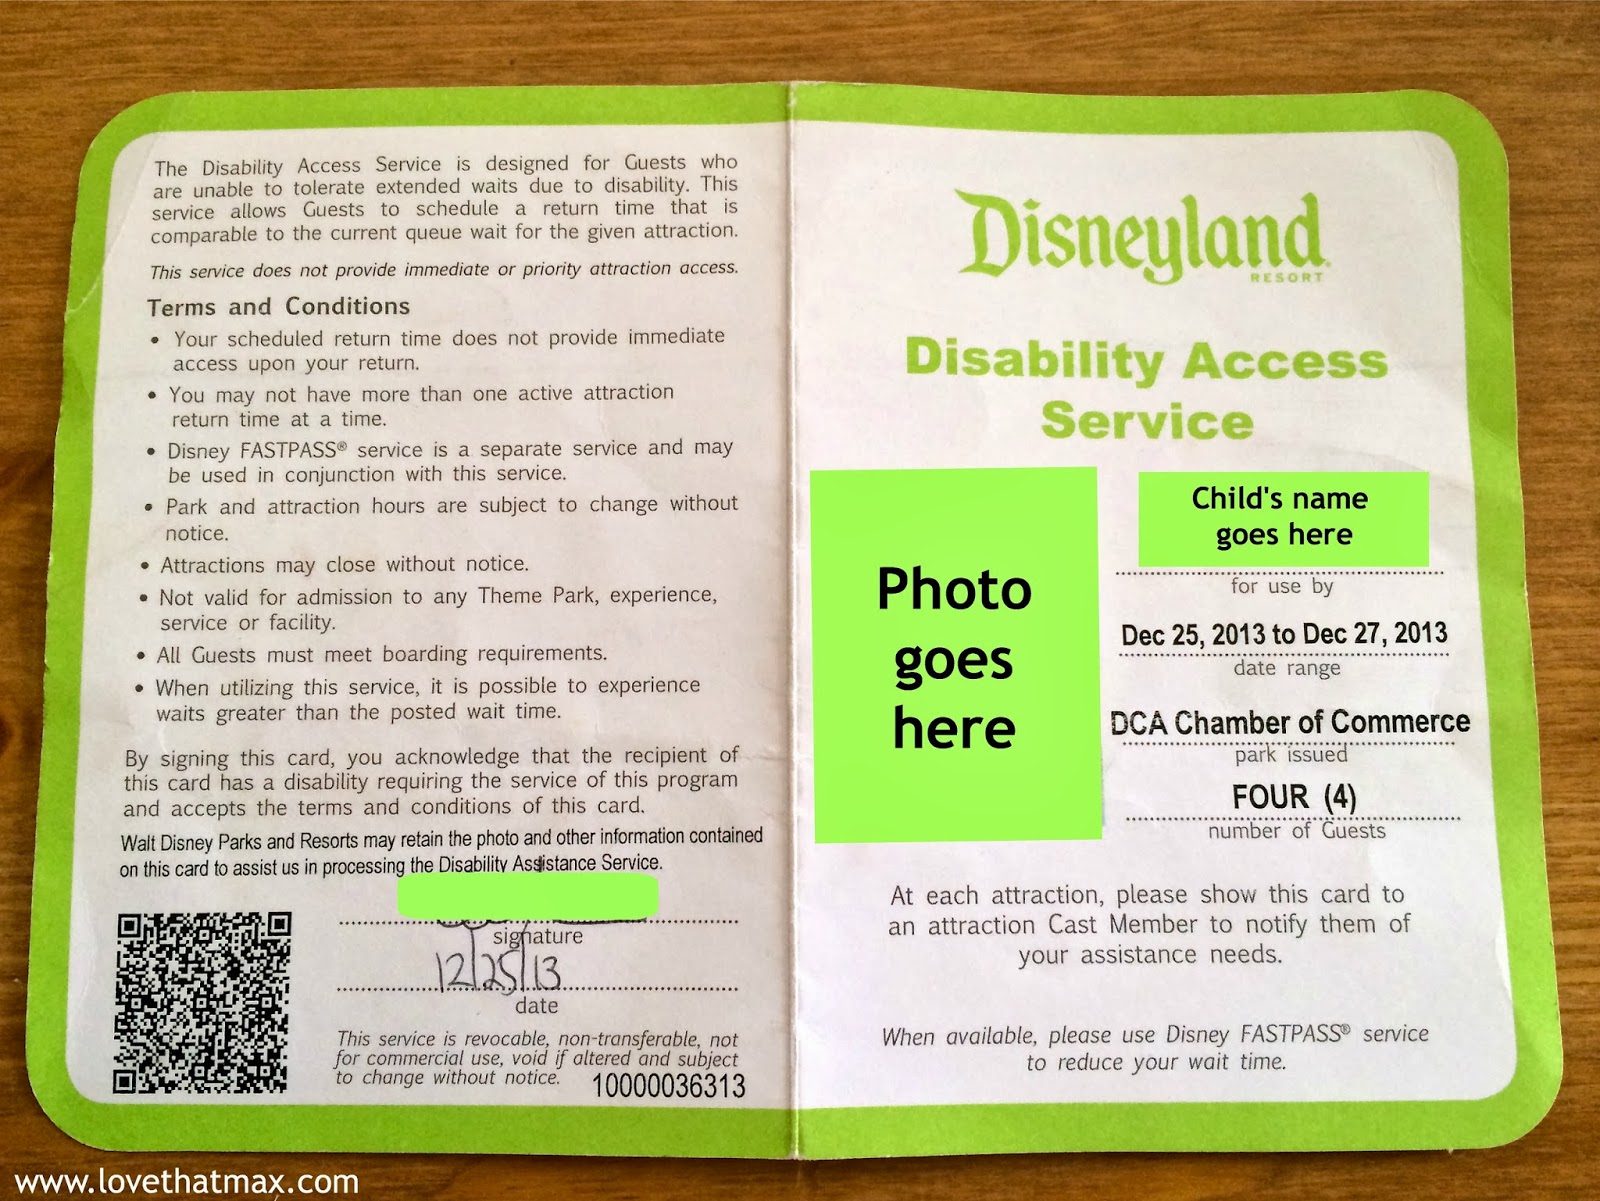 The Disability Access Service is designed for Guests who
are unable to tolerate extended waits due to disability. This
service allows Guests to schedule a return time that is
comparable to the current queue wait for the given attraction.
This service does not provide immediate or priority attraction access.
Terms and Conditions
• Your scheduled return time does not provide immediate
access upon your return.
• You may not have more than one active attraction
return time at a time.
• Disney FASTPASS® service is a separate service and may
be used in conjunction with this service.
• Park and attraction hours are subject to change without
notice.
• Attractions may close without notice.
• Not valid for admission to any Theme Park, experience,
service or facility.
• All Guests must meet boarding requirements.
• When utilizing this service, it is possible to experience
waits greater than the posted wait time.
By signing this card, you acknowledge that the recipient of
this card has a disability requiring the service of this program
and accepts the terms and conditions of this card.
Walt Disney Parks and Resorts may retain the photo and other information contained
on this card to assist us in processing the Disability Assistance Service.
signature
12/25/13
date
This service is revocable, non-transferable, not
for commercial use, void if altered and subject
to change without notice. 10000036313
Disneyland
RESORT
Disability Access
Service
Photo
goes
here
Child's name
goes here
for use by
Dec 25, 2013 to Dec 27, 2013
date range
DCA Chamber of Commerce
park issued
FOUR (4)
number of Guests
At each attraction, please show this card to
an attraction Cast Member to notify them of
your assistance needs.
When available, please use Disney FASTPASS® service
to reduce your wait time.
www.lovethatmax.com